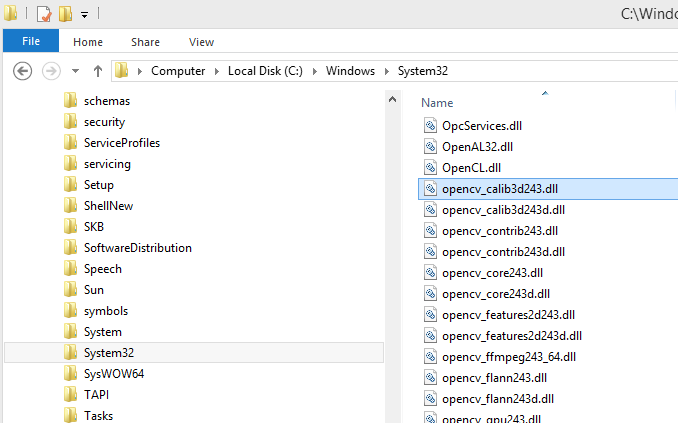 C:\Windo
File Home Share View
Computer Local Disk (C:) Windows System32
schemas
security
ServiceProfiles
servicing
Setup
ShellNew
SKB
SoftwareDistribution
Speech
Sun
symbols
System
System32
SysWOW64
TAPI
Tasks
Name
OpcServices.dll
OpenAL32.dll
OpenCL.dll
opencv_calib3d243.dll
opencv_calib3d243d.dll
opencv_contrib243.dll
opencv_contrib243d.dll
opencv_core243.dll
opencv_core243d.dll
opencv_features2d243.dll
opencv_features2d243d.dll
opencv_ffmpeg243_64.dll
opencv_flann243.dll
opencv_flann243d.dll
opencv_gpu243.dll